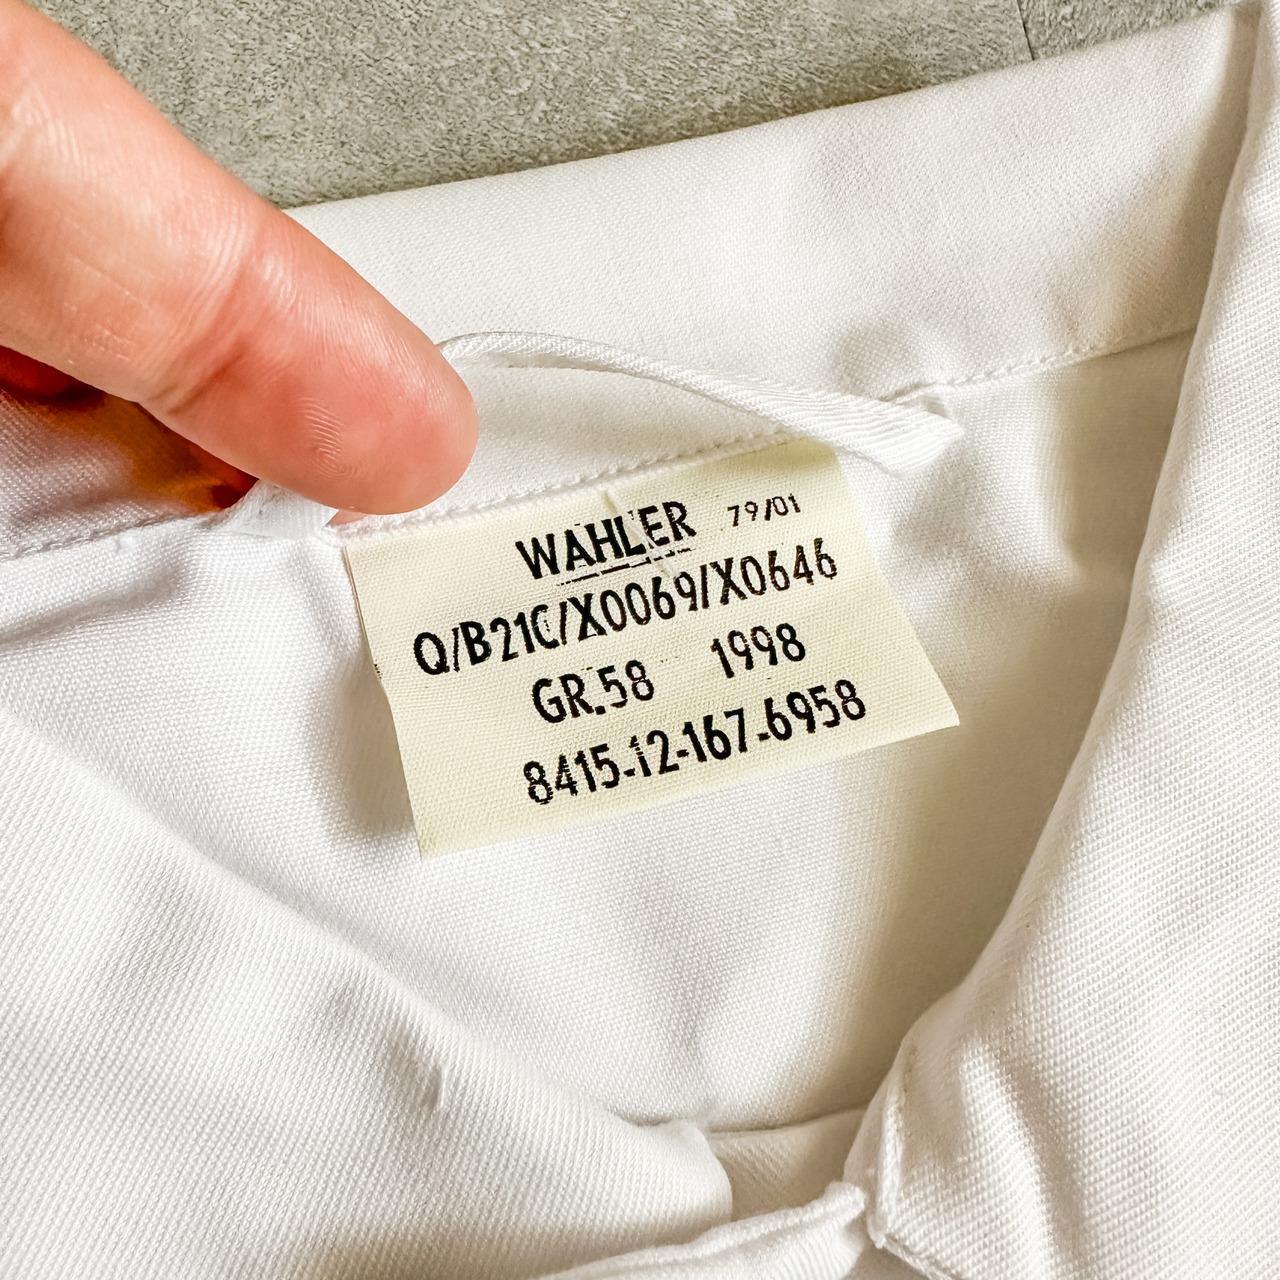 WAHLER 79/01
Q/B21C/X0069/X0646
GR.58 1998
8415-12-167-6958